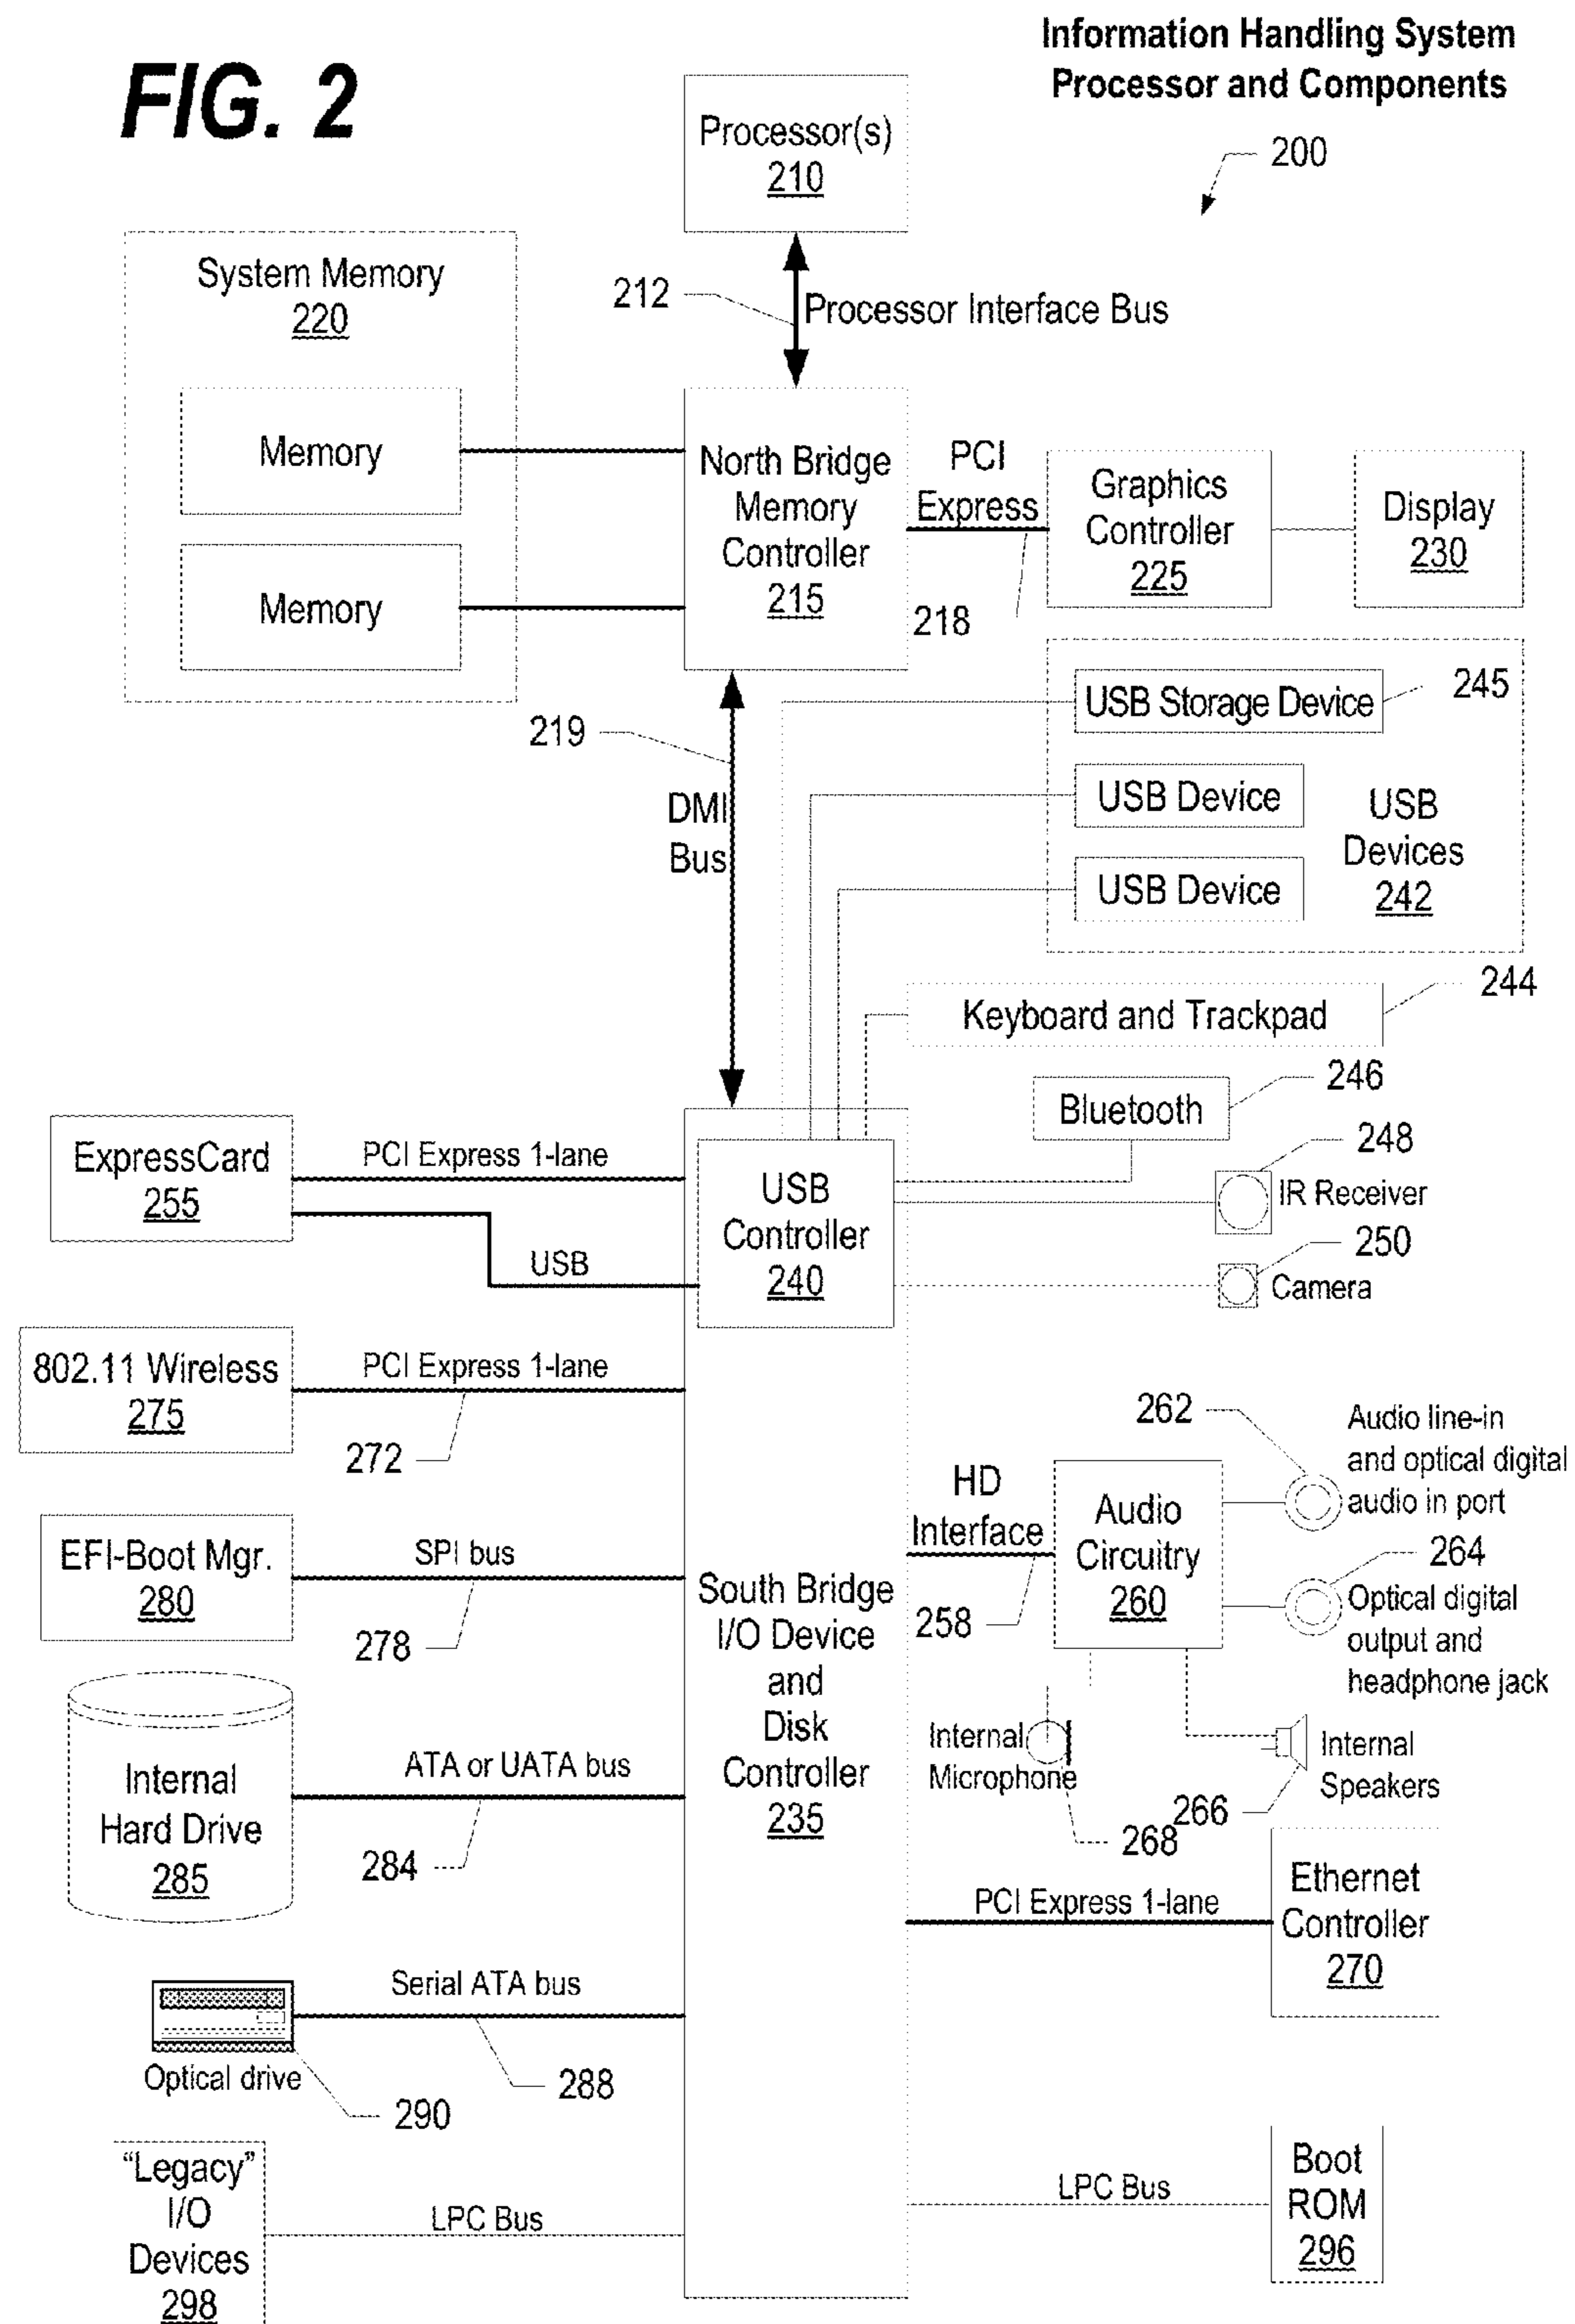 Information Handling System
Processor and Components
FIG. 2
200
Processor(s)
210
System Memory
220
212
Processor Interface Bus
Memory
Memory
North Bridge
Memory
Controller
215
PCI
Express
218
Graphics
Controller
225
Display
230
219
DMI
Bus
USB Storage Device
245
USB Device
USB Device
USB
Devices
242
Keyboard and Trackpad
244
Bluetooth
246
248
IR Receiver
250
Camera
ExpressCard
255
PCI Express 1-lane
USB
USB
Controller
240
802.11 Wireless
275
PCI Express 1-lane
272
262
Audio line-in
and optical digital
audio in port
HD
Interface
258
Audio
Circuitry
260
264
Optical digital
output and
headphone jack
EFI-Boot Mgr.
280
SPI bus
278
South Bridge
I/O Device
and
Disk
Controller
235
Internal
Microphone
268
Internal
Speakers
266
Internal
Hard Drive
285
ATA or UATA bus
284
PCI Express 1-lane
Ethernet
Controller
270
Serial ATA bus
288
Optical drive
290
"Legacy"
I/O
Devices
298
LPC Bus
LPC Bus
Boot
ROM
296